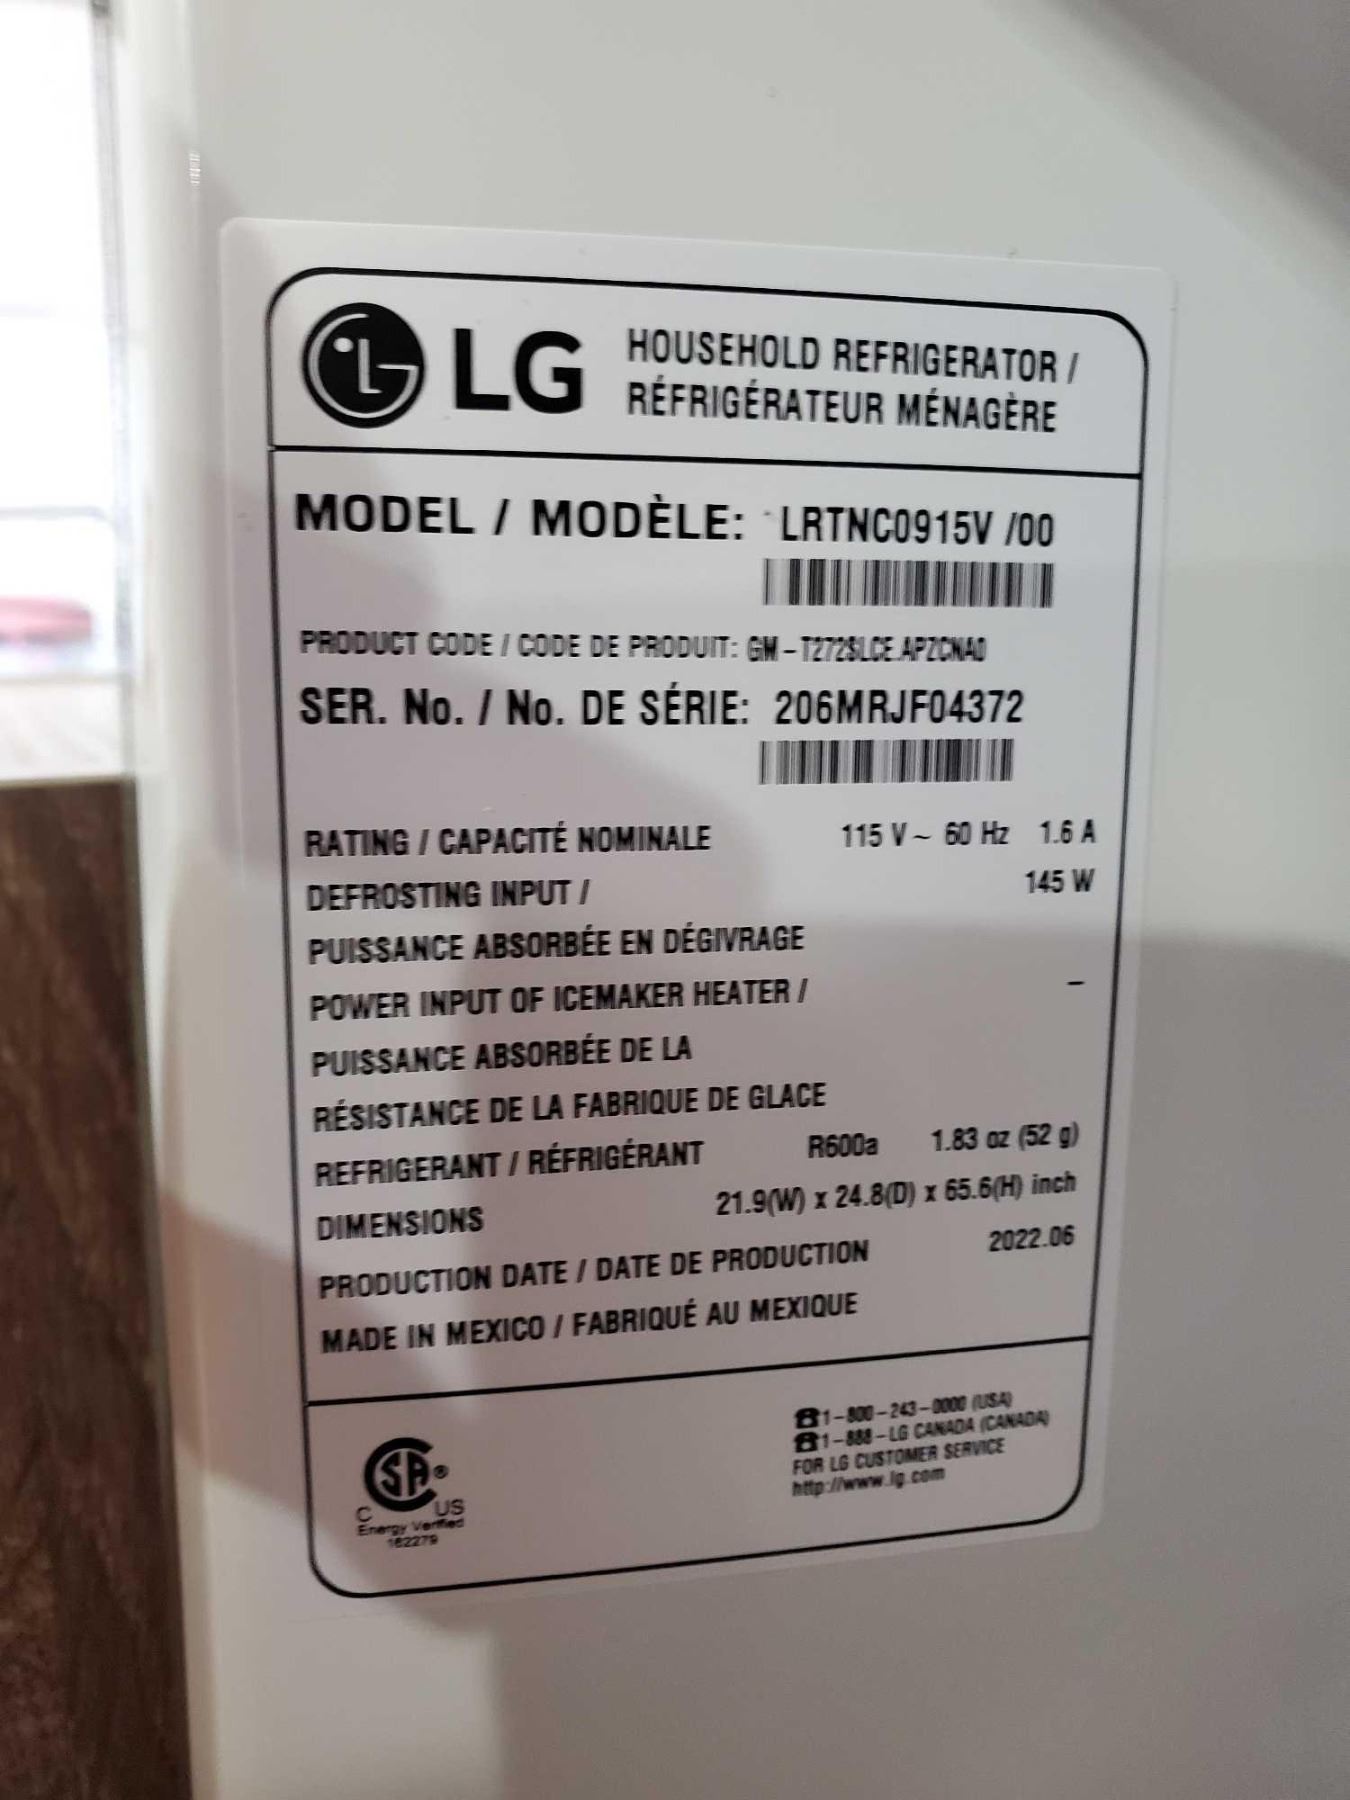 LG HOUSEHOLD REFRIGERATOR /
RÉFRIGÉRATEUR MÉNAGÈRE
MODEL / MODÈLE: LRTNC0915V /00
PRODUCT CODE / CODE DE PRODUIT: GM-T272SLCE.APZCNA0
SER. No. / No. DE SÉRIE: 206MRJF04372
RATING / CAPACITÉ NOMINALE 115 V ~ 60 Hz 1.6 A
DEFROSTING INPUT / 145 W
PUISSANCE ABSORBÉE EN DÉGIVRAGE
POWER INPUT OF ICEMAKER HEATER / –
PUISSANCE ABSORBÉE DE LA
RÉSISTANCE DE LA FABRIQUE DE GLACE
REFRIGERANT / RÉFRIGÉRANT R600a 1.83 oz (52 g)
DIMENSIONS 21.9(W) x 24.8(D) x 65.6(H) inch
PRODUCTION DATE / DATE DE PRODUCTION 2022.06
MADE IN MEXICO / FABRIQUÉ AU MEXIQUE
☎1-800-243-0000 (USA)
☎1-888-LG CANADA (CANADA)
FOR LG CUSTOMER SERVICE
http://www.lg.com
CSA®
C US
Energy Verified
162279